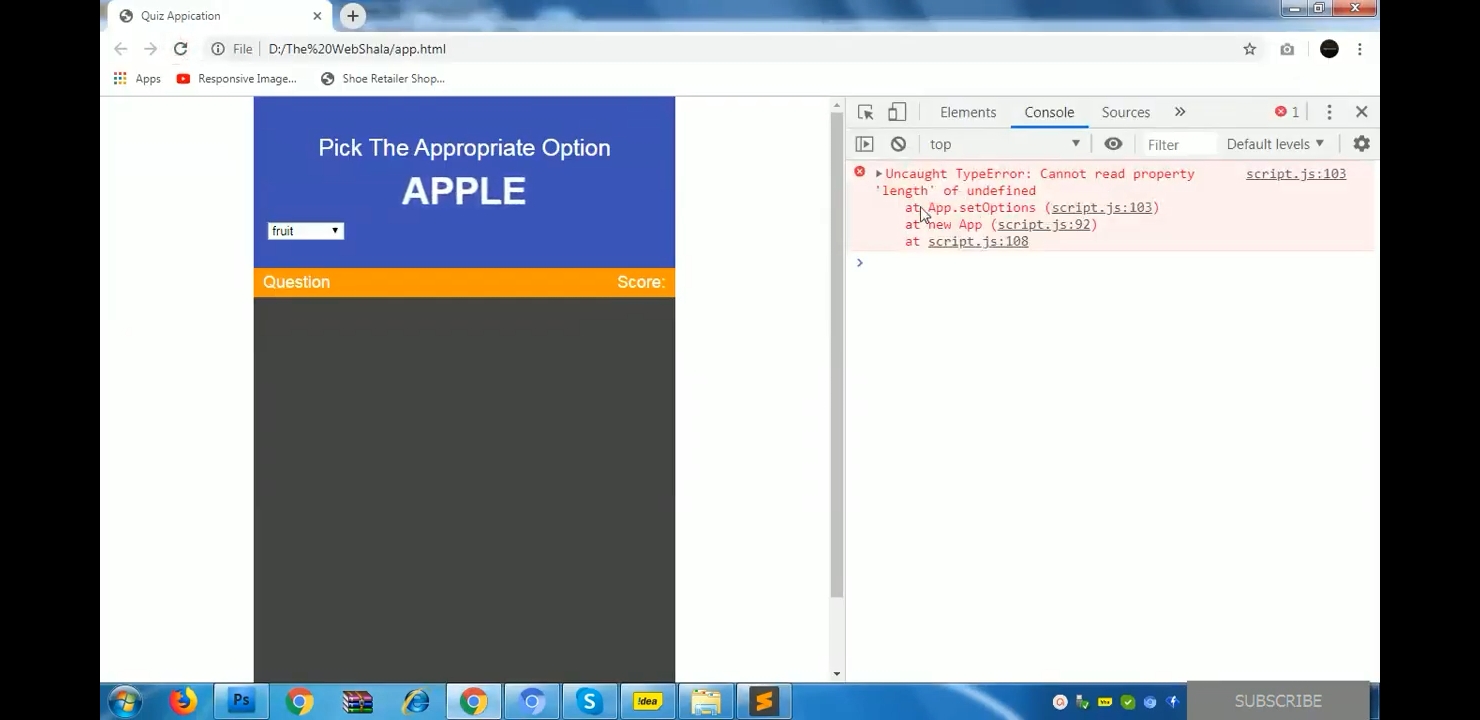 Quiz Appication
File
D:/The%20WebShala/app.html
Apps
Responsive Image...
Shoe Retailer Shop...
Pick The Appropriate Option
APPLE
fruit
Question
Score:
Elements
Console
Sources
1
top
Filter
Default levels
Uncaught TypeError: Cannot read property
script.js:103
'length' of undefined
at App.setOptions (script.js:103)
at new App (script.js:92)
at script.js:108
Ps
S
!dea
SUBSCRIBE